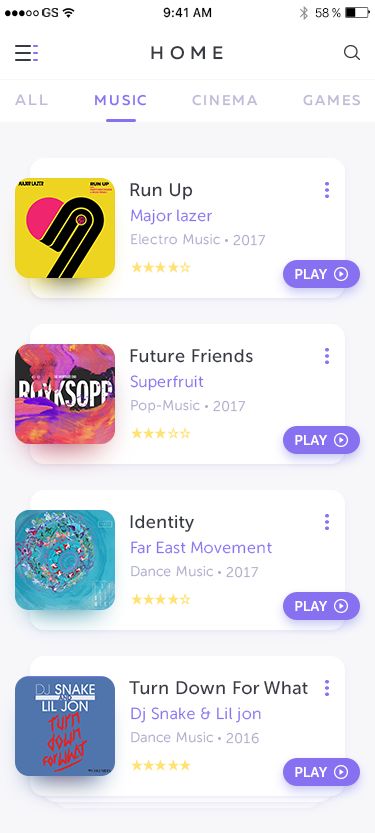 GS 9:41 AM 58 %
HOME
ALL MUSIC CINEMA GAMES
MAJOR LAZER RUN UP
Run Up
Major lazer
Electro Music • 2017
PLAY
RÖYKSOPP
Future Friends
Superfruit
Pop-Music • 2017
PLAY
Identity
Far East Movement
Dance Music • 2017
PLAY
DJ SNAKE
AND
LIL JON
Turn
down
for what
Turn Down For What
Dj Snake & Lil jon
Dance Music • 2016
PLAY